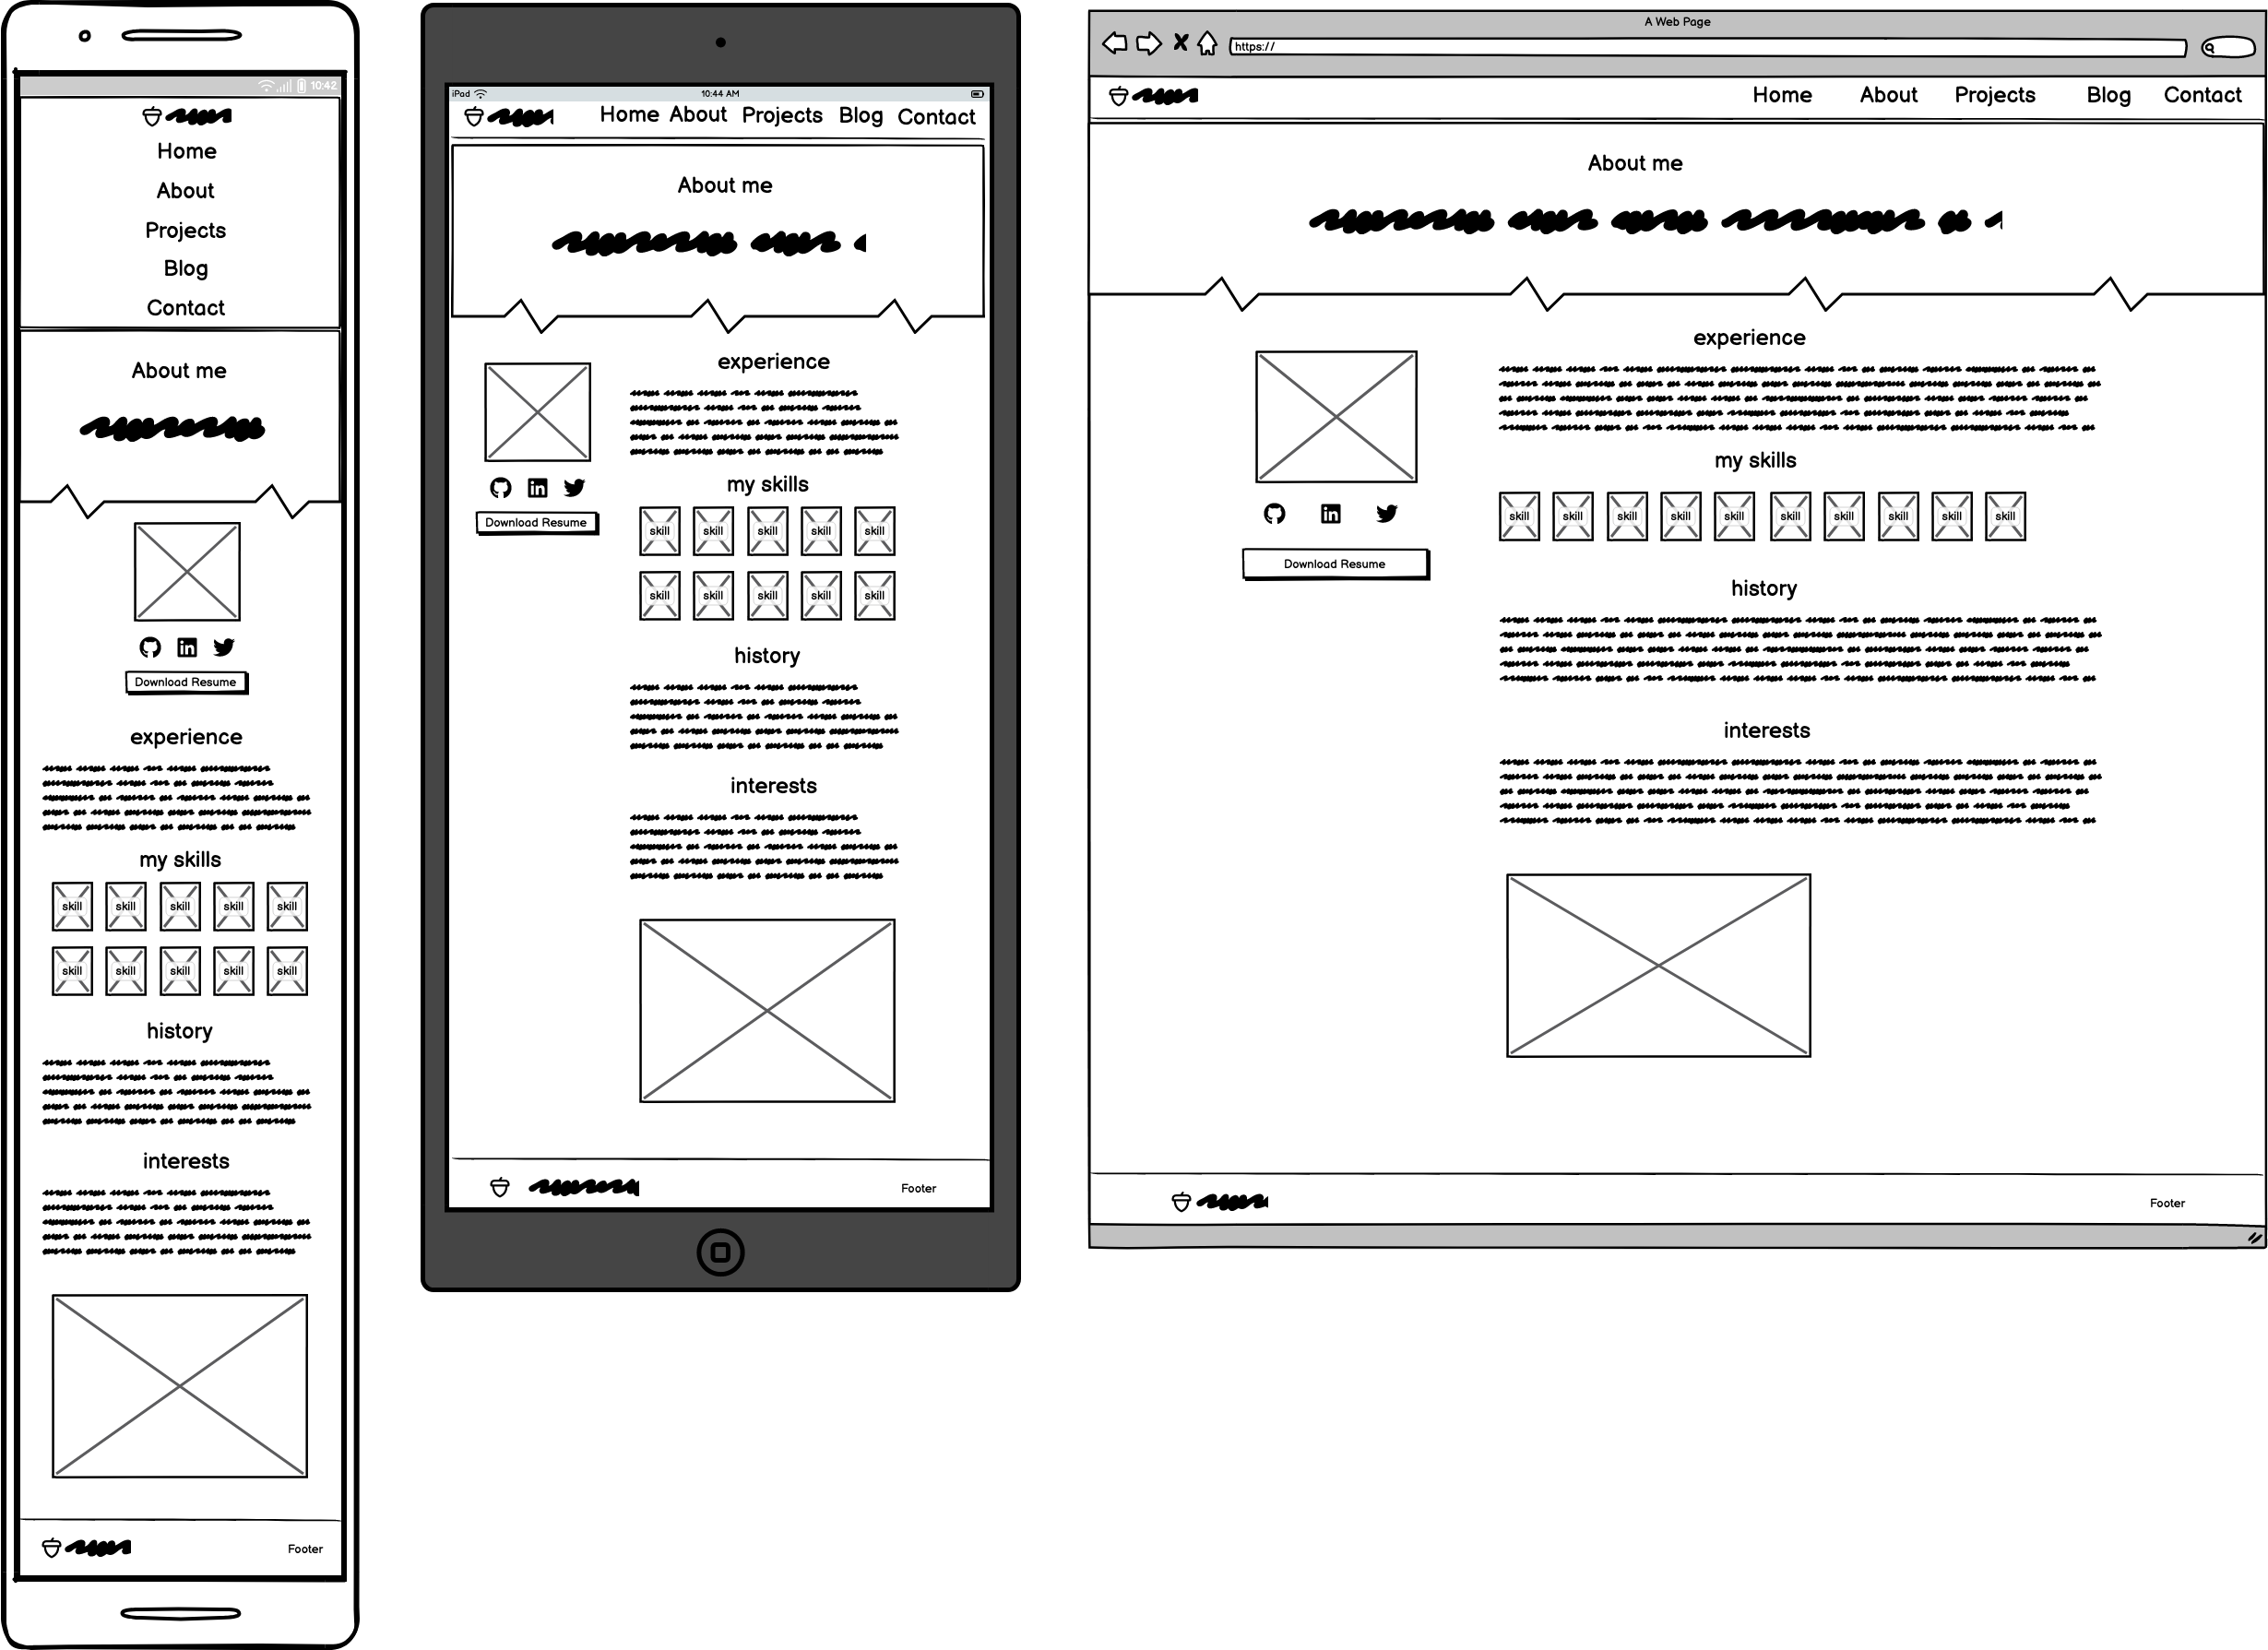 10:42
Home
About
Projects
Blog
Contact
About me
Download Resume
experience
my skills
skill skill skill skill skill
skill skill skill skill skill
history
interests
Footer
iPad 10:44 AM
Home About Projects Blog Contact
About me
experience
my skills
Download Resume
skill skill skill skill skill
skill skill skill skill skill
history
interests
Footer
A Web Page
https://
Home About Projects Blog Contact
About me
experience
my skills
skill skill skill skill skill skill skill skill skill skill
Download Resume
history
interests
Footer